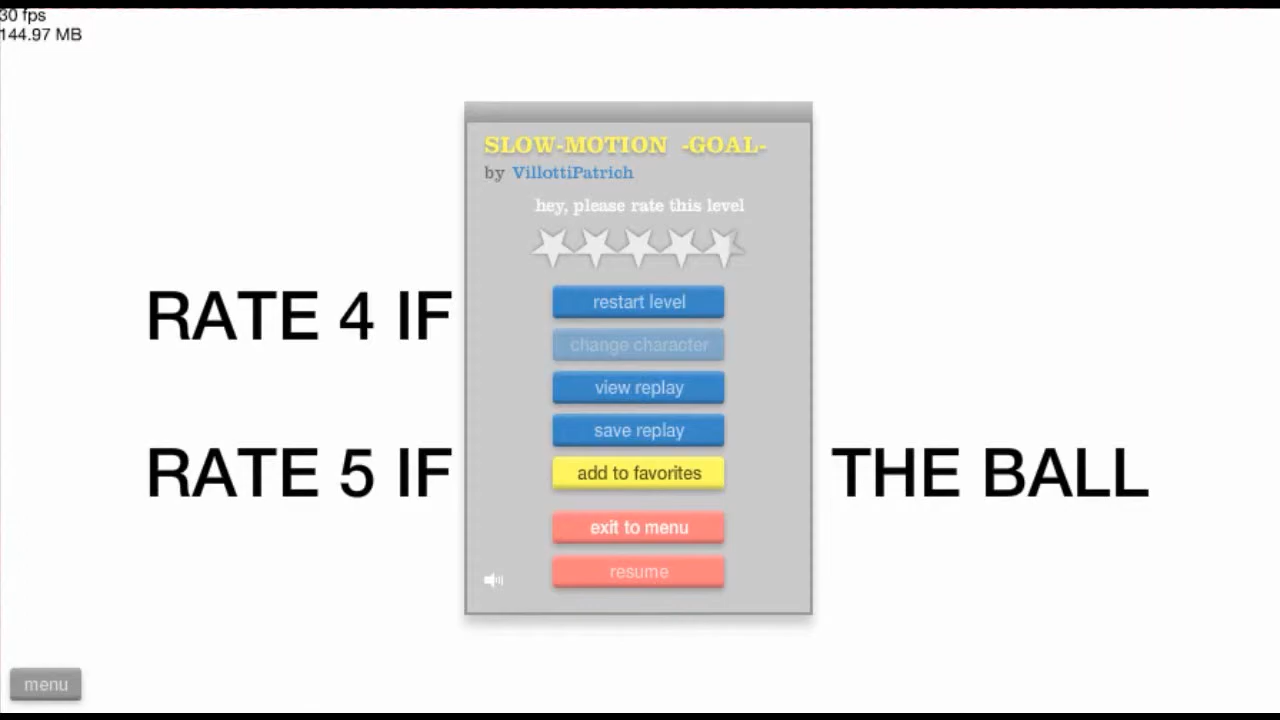 30 fps
144.97 MB
SLOW-MOTION -GOAL-
by VillottiPatrich
hey, please rate this level
restart level
RATE 4 IF
change character
view replay
save replay
RATE 5 IF
THE BALL
add to favorites
exit to menu
resume
menu